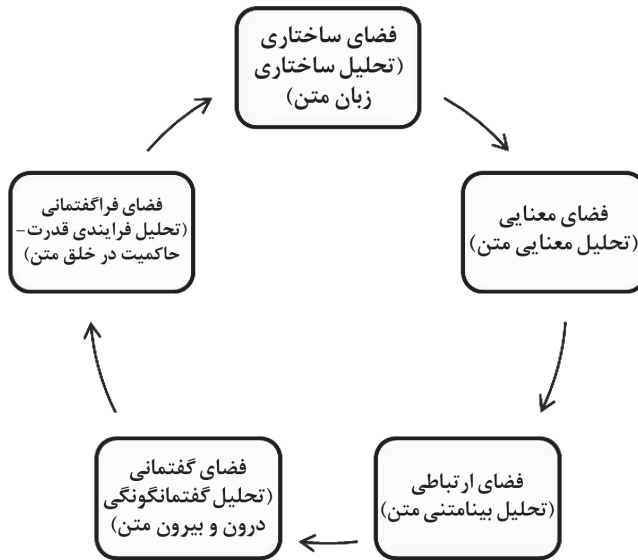 فضای ساختاری
(تحلیل ساختاری
زبان متن)
فضای معنایی
(تحلیل معنایی متن)
فضای ارتباطی
(تحلیل بینامتنی متن)
فضای گفتمانی
(تحلیل گفتمانگونگی
درون و بیرون متن)
فضای فراگفتمانی
(تحلیل فرایندی قدرت-
حاکمیت در خلق متن)